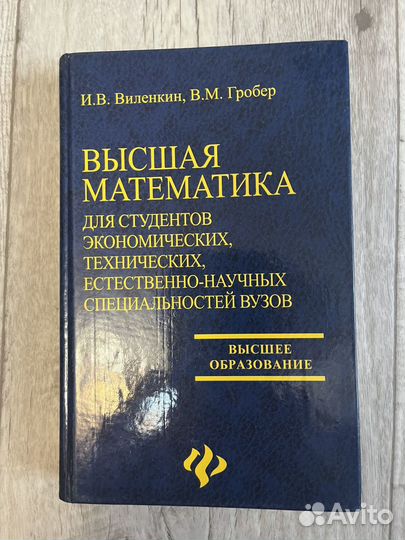 И.В. Виленкин, В.М. Гробер
ВЫСШАЯ
МАТЕМАТИКА
ДЛЯ СТУДЕНТОВ
ЭКОНОМИЧЕСКИХ,
ТЕХНИЧЕСКИХ,
ЕСТЕСТВЕННО-НАУЧНЫХ
СПЕЦИАЛЬНОСТЕЙ ВУЗОВ
ВЫСШЕЕ
ОБРАЗОВАНИЕ
Avito